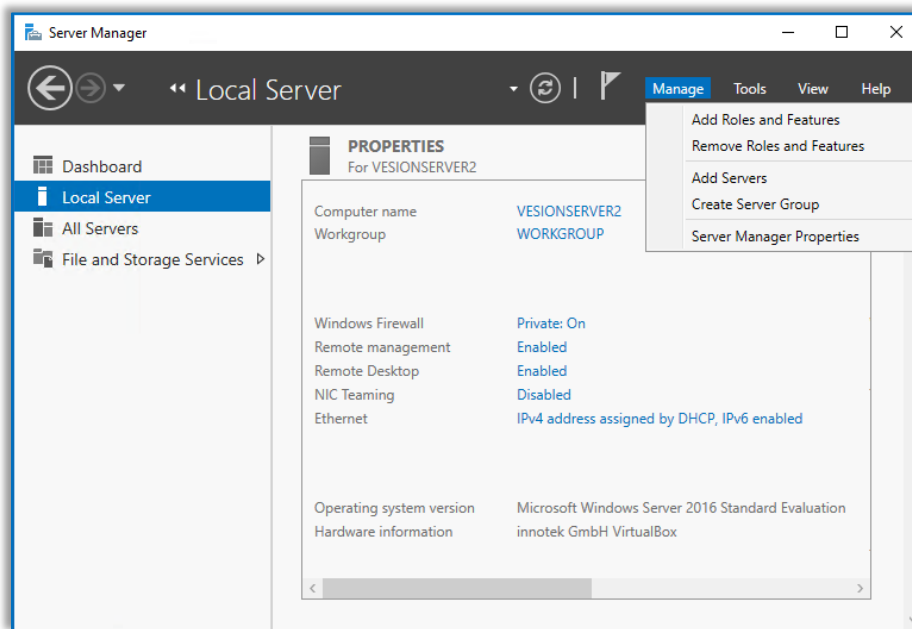 Server Manager
Local Server
Manage Tools View Help
Add Roles and Features
Remove Roles and Features
Add Servers
Create Server Group
Server Manager Properties
Dashboard
Local Server
All Servers
File and Storage Services
PROPERTIES
For VESIONSERVER2
Computer name VESIONSERVER2
Workgroup WORKGROUP
Windows Firewall Private: On
Remote management Enabled
Remote Desktop Enabled
NIC Teaming Disabled
Ethernet IPv4 address assigned by DHCP, IPv6 enabled
Operating system version Microsoft Windows Server 2016 Standard Evaluation
Hardware information innotek GmbH VirtualBox